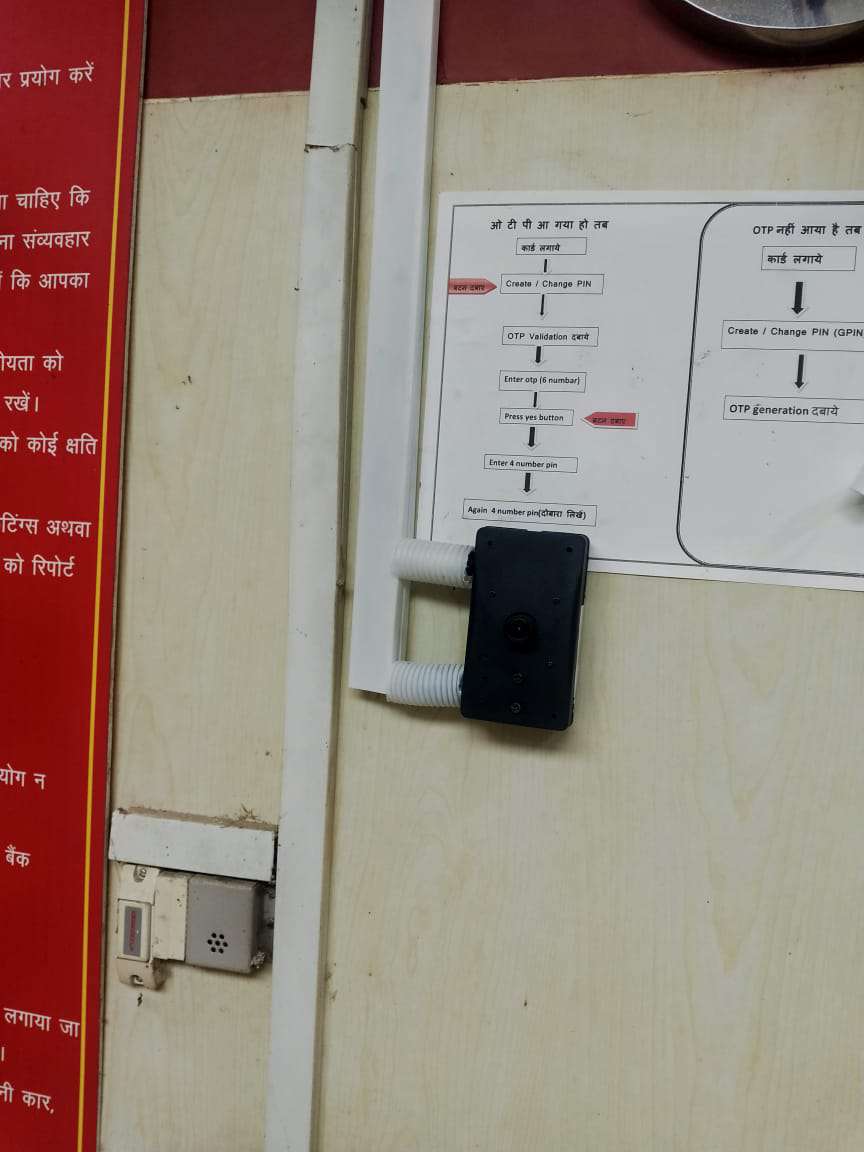 र प्रयोग करें
ा चाहिए कि
ना संव्यवहार
ं कि आपका
ीयता को
रखें।
को कोई क्षति
टिंग्स अथवा
को रिपोर्ट
योग न
बैंक
लगाया जा
।
नी कार,
ओ टी पी आ गया हो तब
कार्ड लगाये
बटन दबाए
Create / Change PIN
OTP Validation दबाये
Enter otp (6 numbar)
Press yes button
बटन दबाए
Enter 4 number pin
Again 4 number pin(दोबारा लिखें)
OTP नहीं आया है तब
कार्ड लगाये
Create / Change PIN (GPIN
OTP generation दबाये